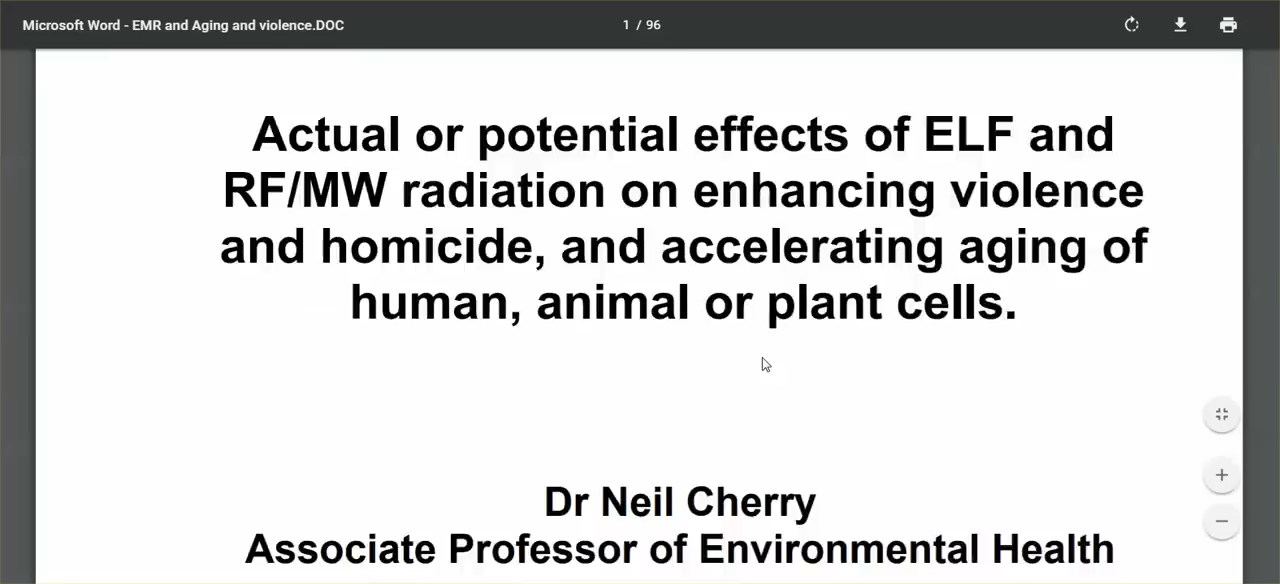 Microsoft Word - EMR and Aging and violence.DOC
1 / 96
Actual or potential effects of ELF and
RF/MW radiation on enhancing violence
and homicide, and accelerating aging of
human, animal or plant cells.
Dr Neil Cherry
Associate Professor of Environmental Health